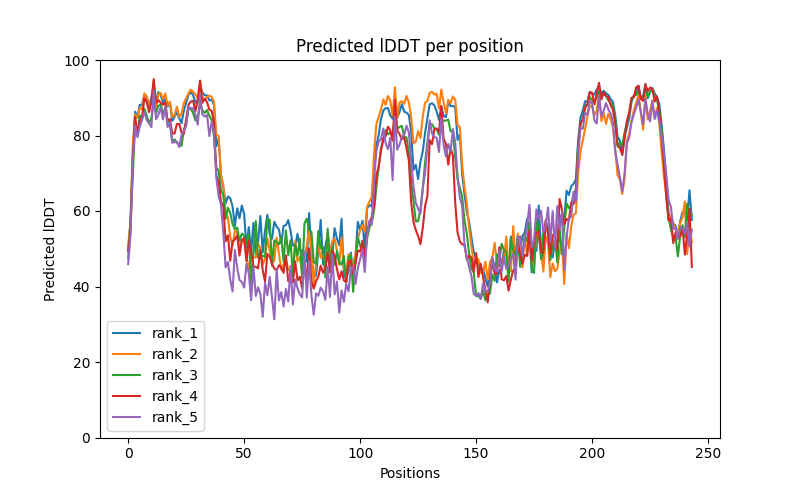 Predicted lDDT per position
Predicted lDDT
100
80
60
40
20
0
rank_1
rank_2
rank_3
rank_4
rank_5
0
50
100
150
200
250
Positions